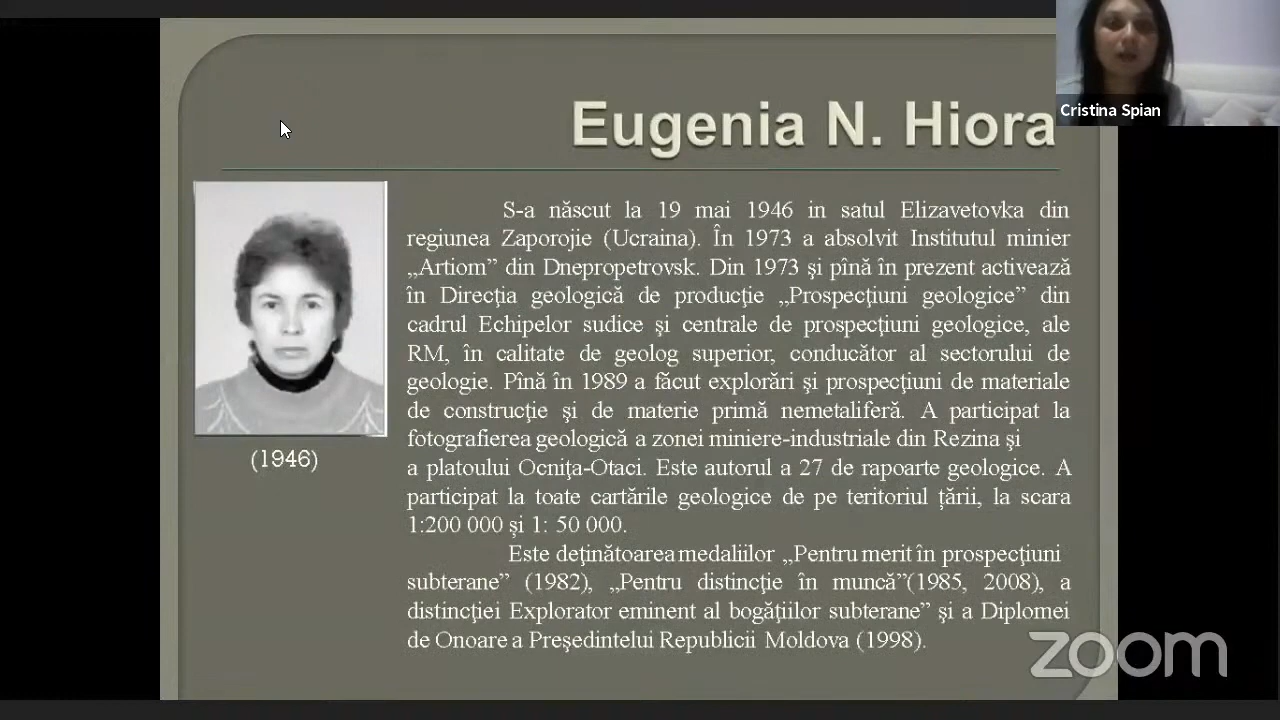 Cristina Spian
Eugenia N. Hiora
(1946)
S-a născut la 19 mai 1946 in satul Elizavetovka din
regiunea Zaporojie (Ucraina). În 1973 a absolvit Institutul minier
„Artiom” din Dnepropetrovsk. Din 1973 şi pînă în prezent activează
în Direcţia geologică de producţie „Prospecţiuni geologice” din
cadrul Echipelor sudice şi centrale de prospecţiuni geologice, ale
RM, în calitate de geolog superior, conducător al sectorului de
geologie. Pînă în 1989 a făcut explorări şi prospecţiuni de materiale
de construcţie şi de materie primă nemetaliferă. A participat la
fotografierea geologică a zonei miniere-industriale din Rezina şi
a platoului Ocniţa-Otaci. Este autorul a 27 de rapoarte geologice. A
participat la toate cartările geologice de pe teritoriul țării, la scara
1:200 000 și 1: 50 000.
Este deţinătoarea medaliilor „Pentru merit în prospecţiuni
subterane” (1982), „Pentru distincţie în muncă”(1985, 2008), a
distincţiei Explorator eminent al bogăţiilor subterane” şi a Diplomei
de Onoare a Preşedintelui Republicii Moldova (1998).
zoom